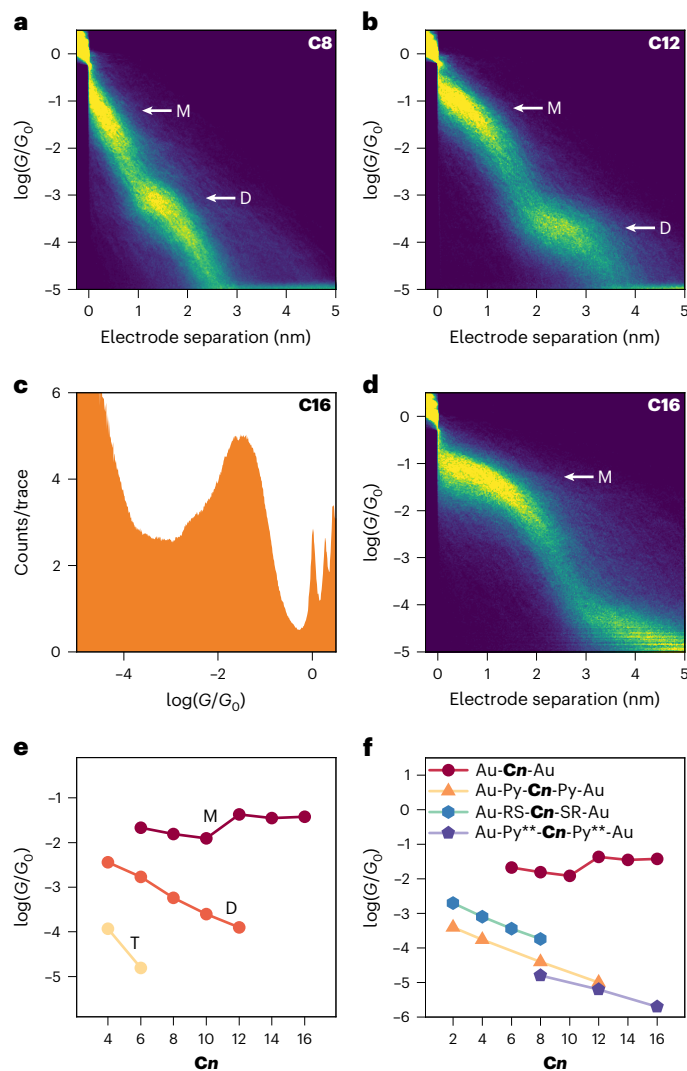 a
C8
log(G/G0)
0
−1
−2
−3
−4
−5
M
D
0 1 2 3 4 5
Electrode separation (nm)
b
C12
log(G/G0)
0
−1
−2
−3
−4
−5
M
D
0 1 2 3 4 5
Electrode separation (nm)
c
C16
Counts/trace
6
4
2
0
−4 −2 0
log(G/G0)
d
C16
log(G/G0)
0
−1
−2
−3
−4
−5
M
0 1 2 3 4 5
Electrode separation (nm)
e
log(G/G0)
−1
−2
−3
−4
−5
M
D
T
4 6 8 10 12 14 16
Cn
f
Au-Cn-Au
Au-Py-Cn-Py-Au
Au-RS-Cn-SR-Au
Au-Py**-Cn-Py**-Au
log(G/G0)
1
0
−1
−2
−3
−4
−5
−6
2 4 6 8 10 12 14 16
Cn